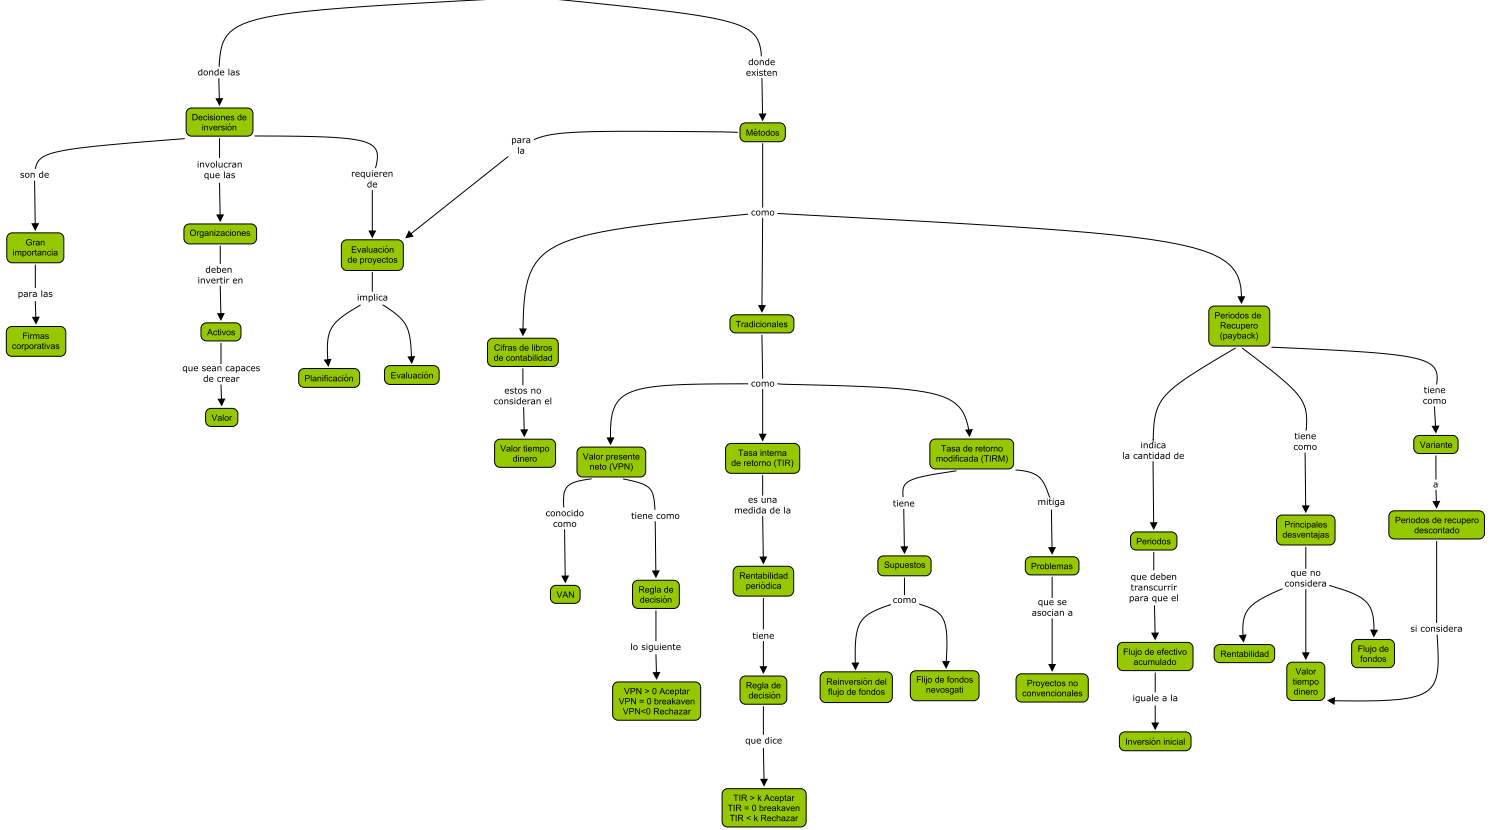 donde las
donde
existen
Decisiones de
inversión
Métodos
son de
involucran
que las
requieren
de
para
la
como
Gran
importancia
Organizaciones
Evaluación
de proyectos
para las
deben
invertir en
implica
Firmas
corporativas
Activos
Planificación
Evaluación
que sean capaces
de crear
Valor
Cifras de libros
de contabilidad
Tradicionales
Periodos de
Recupero
(payback)
estos no
consideran el
Valor tiempo
dinero
como
Valor presente
neto (VPN)
Tasa interna
de retorno (TIR)
Tasa de retorno
modificada (TIRM)
conocido
como
tiene como
VAN
Regla de
decisión
lo siguiente
VPN > 0 Aceptar
VPN = 0 breakaven
VPN<0 Rechazar
es una
medida de la
Rentabilidad
periódica
tiene
Regla de
decisión
que dice
TIR > k Aceptar
TIR = 0 breakaven
TIR < k Rechazar
tiene
mitiga
Supuestos
Problemas
como
que se
asocian a
Reinversión del
flujo de fondos
Flijo de fondos
nevosgati
Proyectos no
convencionales
indica
la cantidad de
tiene
como
tiene
como
Periodos
que deben
transcurrir
para que el
Flujo de efectivo
acumulado
iguale a la
Inversión inicial
Principales
desventajas
que no
considera
Rentabilidad
Valor
tiempo
dinero
Flujo de
fondos
Variante
a
Periodos de recupero
descontado
si considera